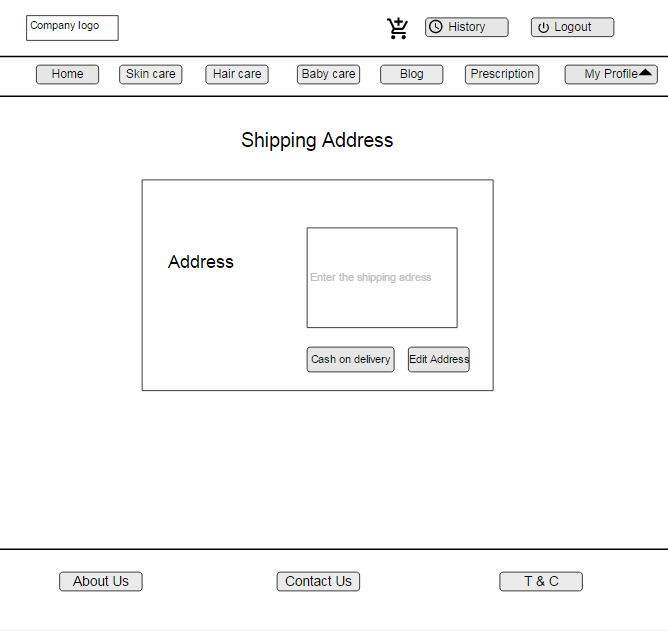 Company logo
History
Logout
Home
Skin care
Hair care
Baby care
Blog
Prescription
My Profile
Shipping Address
Address
Enter the shipping adress
Cash on delivery
Edit Address
About Us
Contact Us
T & C